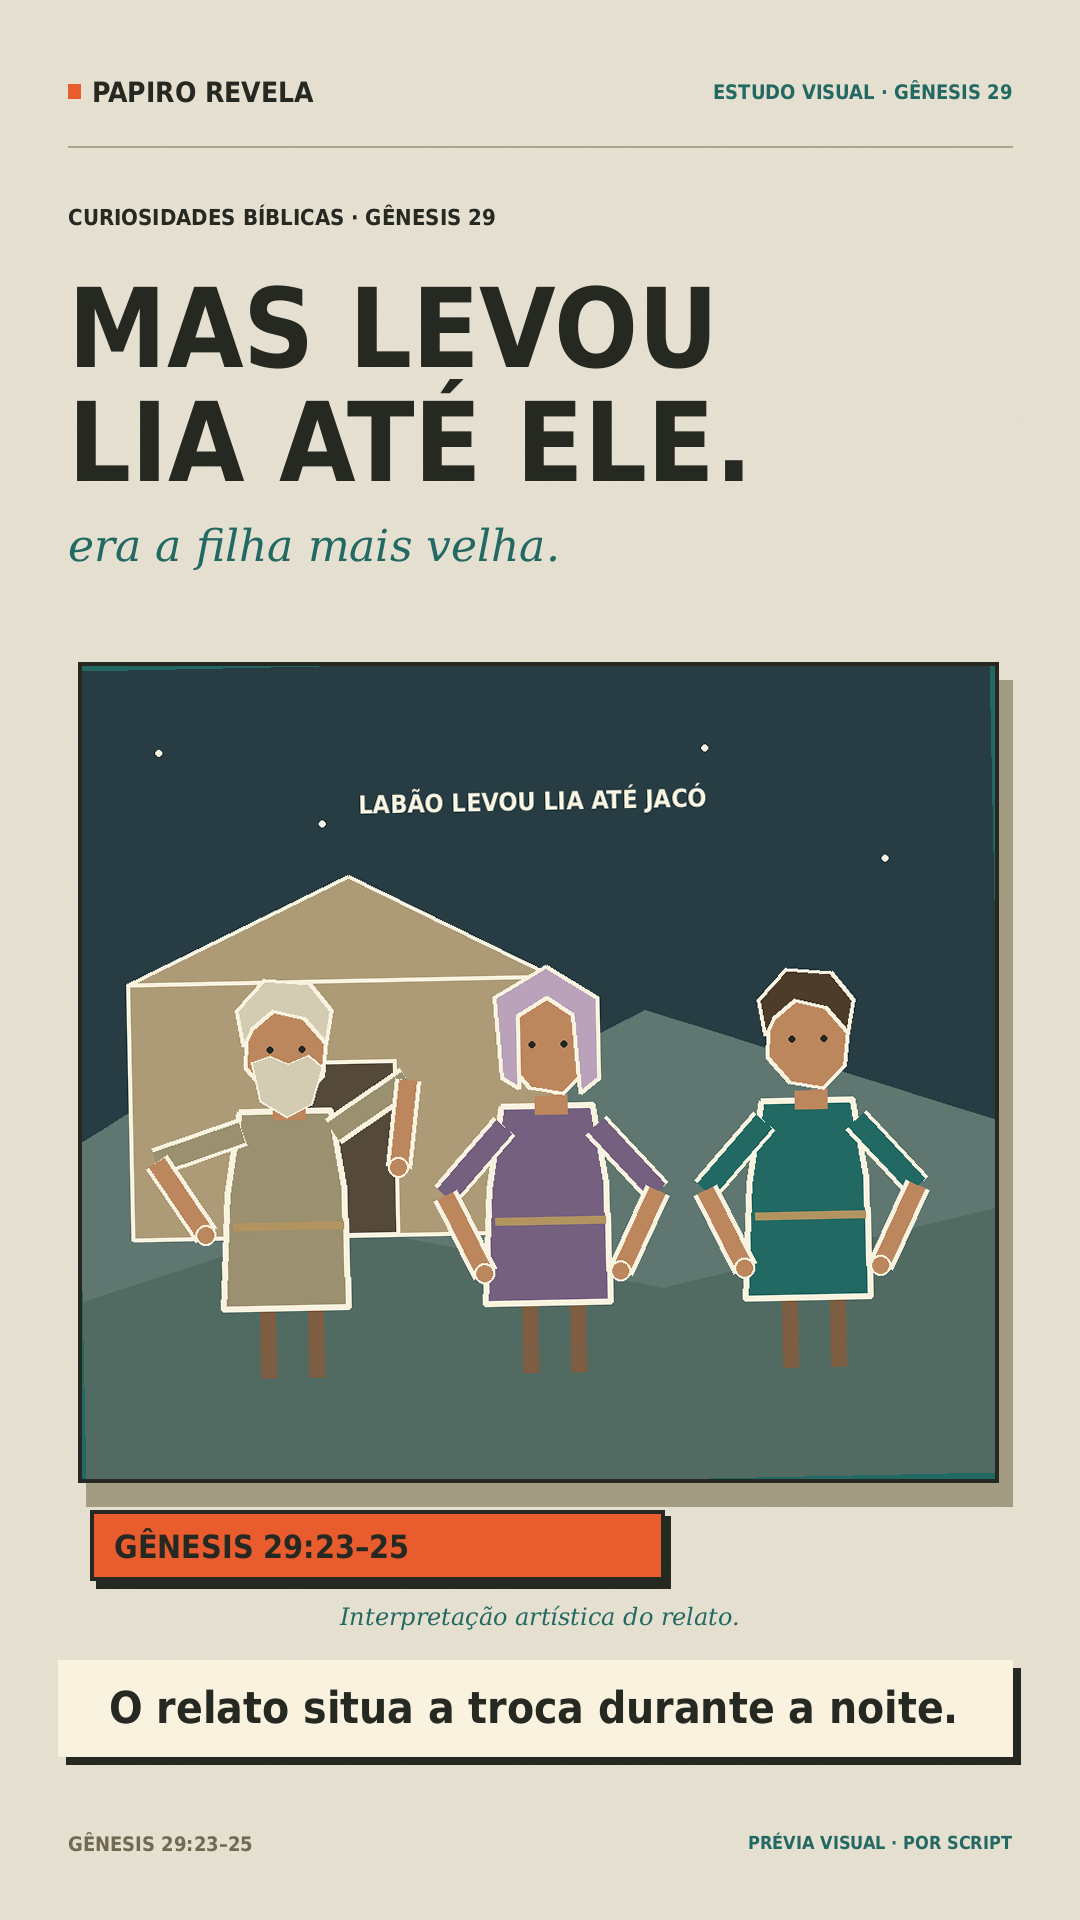 PAPIRO REVELA
ESTUDO VISUAL · GÊNESIS 29
CURIOSIDADES BÍBLICAS · GÊNESIS 29
MAS LEVOU
LIA ATÉ ELE.
era a filha mais velha.
LABÃO LEVOU LIA ATÉ JACÓ
GÊNESIS 29:23–25
Interpretação artística do relato.
O relato situa a troca durante a noite.
GÊNESIS 29:23–25
PRÉVIA VISUAL · POR SCRIPT